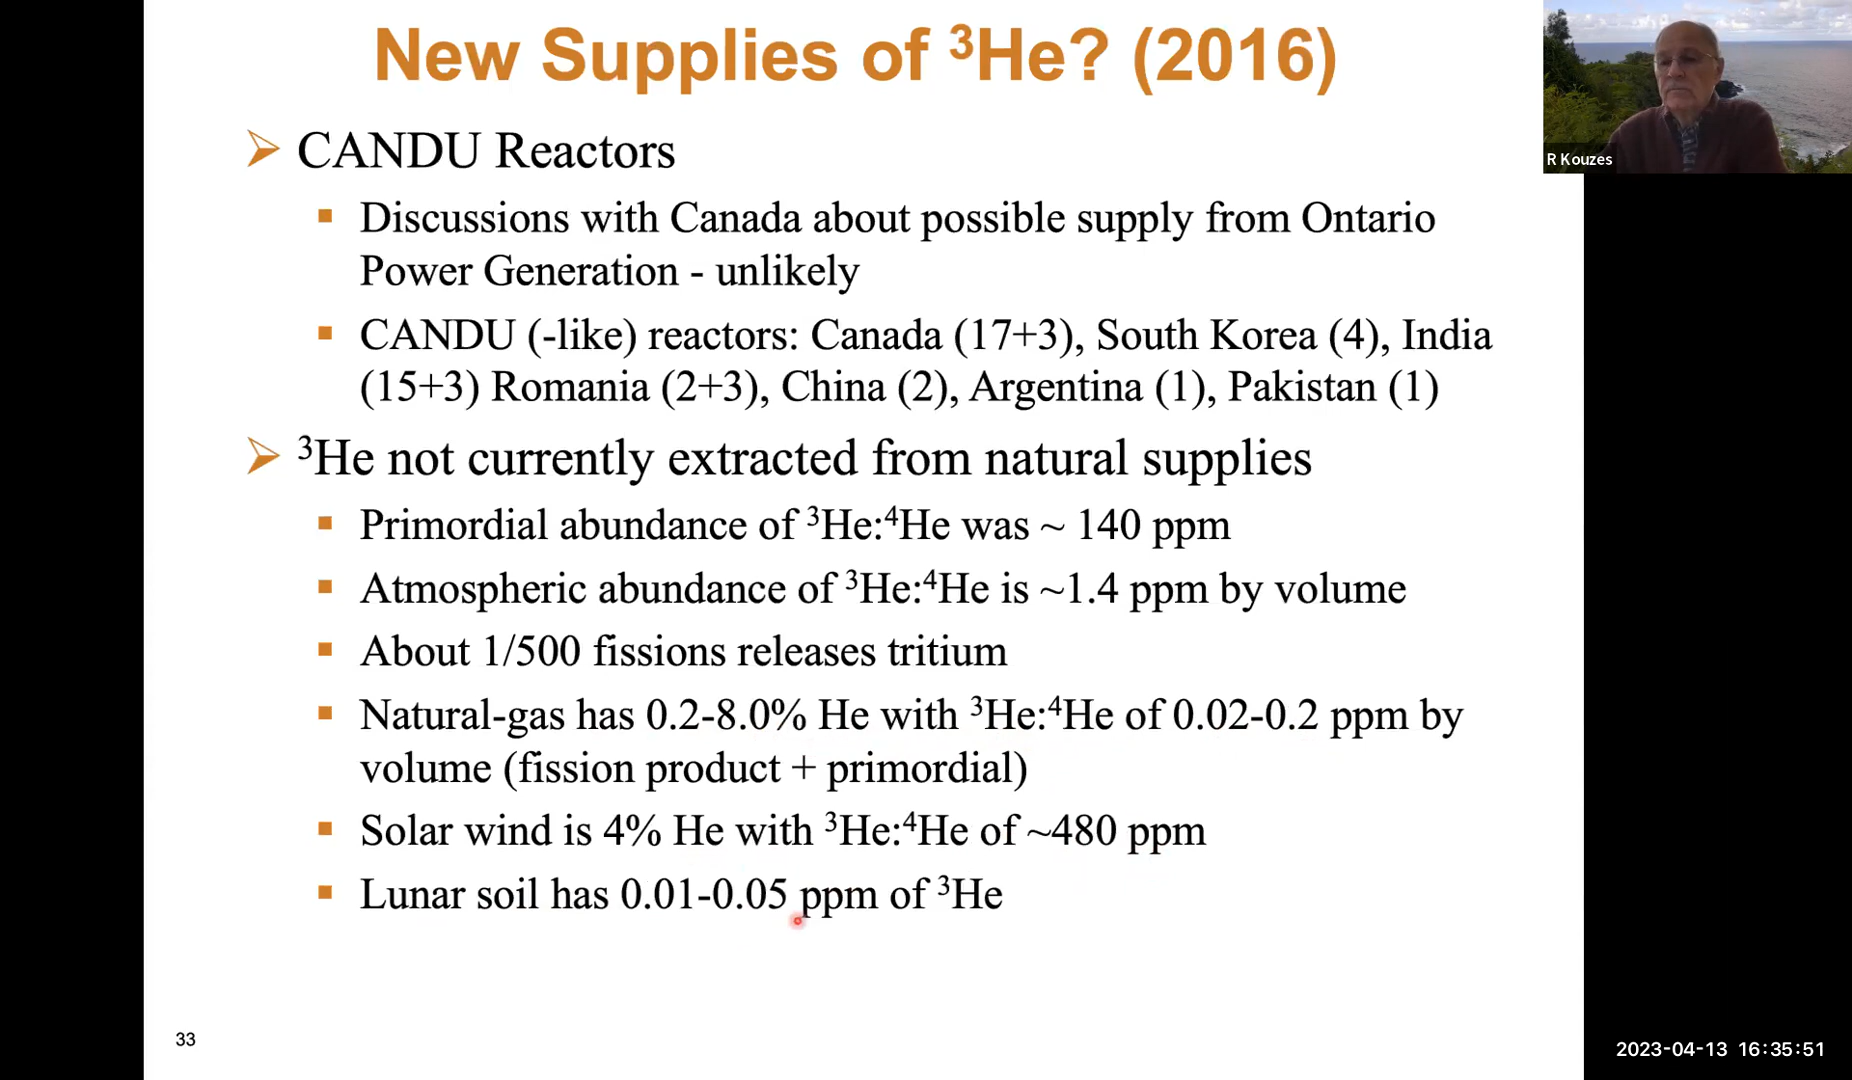 New Supplies of ³He? (2016)
R Kouzes
➢ CANDU Reactors
▪ Discussions with Canada about possible supply from Ontario
Power Generation - unlikely
▪ CANDU (-like) reactors: Canada (17+3), South Korea (4), India
(15+3) Romania (2+3), China (2), Argentina (1), Pakistan (1)
➢ ³He not currently extracted from natural supplies
▪ Primordial abundance of ³He:⁴He was ~ 140 ppm
▪ Atmospheric abundance of ³He:⁴He is ~1.4 ppm by volume
▪ About 1/500 fissions releases tritium
▪ Natural-gas has 0.2-8.0% He with ³He:⁴He of 0.02-0.2 ppm by
volume (fission product + primordial)
▪ Solar wind is 4% He with ³He:⁴He of ~480 ppm
▪ Lunar soil has 0.01-0.05 ppm of ³He
33
2023-04-13 16:35:51